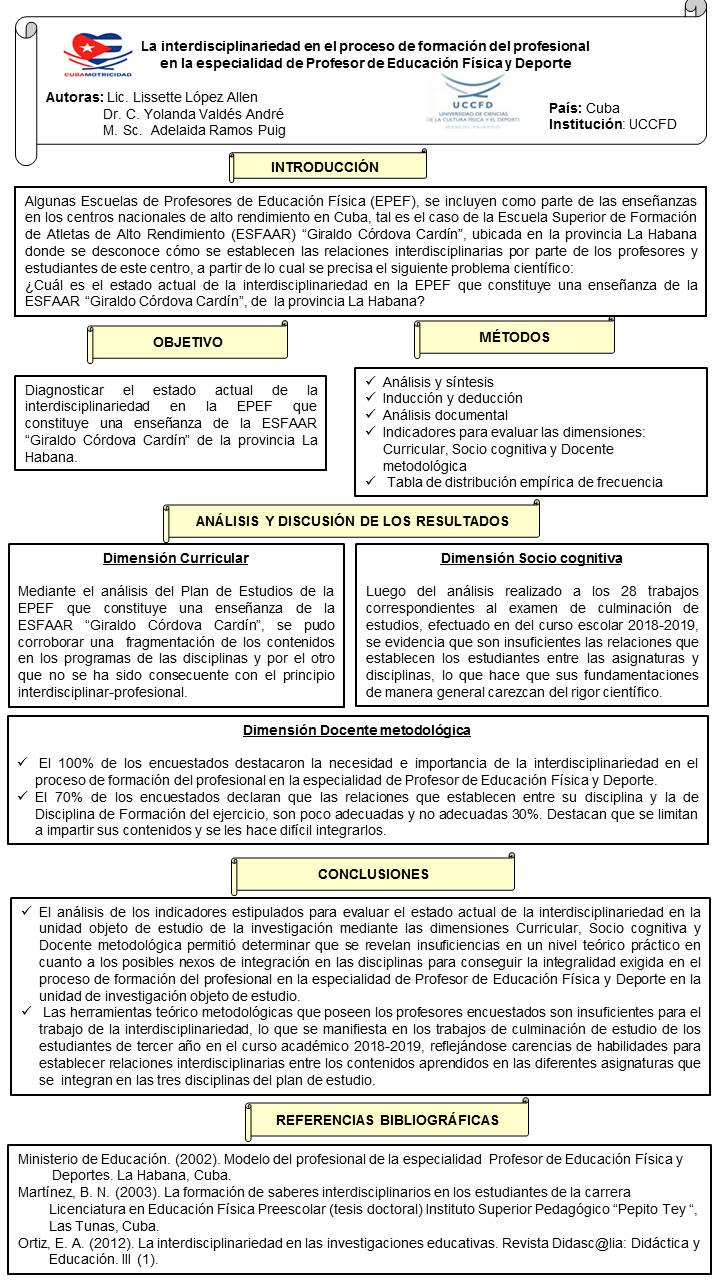 La interdisciplinariedad en el proceso de formación del profesional
en la especialidad de Profesor de Educación Física y Deporte
CUBAMOTRICIDAD
Autoras: Lic. Lissette López Allen
Dr. C. Yolanda Valdés André
M. Sc. Adelaida Ramos Puig
UCCFD
UNIVERSIDAD DE CIENCIAS
DE LA CULTURA FÍSICA Y EL DEPORTE
País: Cuba
Institución: UCCFD
INTRODUCCIÓN
Algunas Escuelas de Profesores de Educación Física (EPEF), se incluyen como parte de las enseñanzas
en los centros nacionales de alto rendimiento en Cuba, tal es el caso de la Escuela Superior de Formación
de Atletas de Alto Rendimiento (ESFAAR) “Giraldo Córdova Cardín”, ubicada en la provincia La Habana
donde se desconoce cómo se establecen las relaciones interdisciplinarias por parte de los profesores y
estudiantes de este centro, a partir de lo cual se precisa el siguiente problema científico:
¿Cuál es el estado actual de la interdisciplinariedad en la EPEF que constituye una enseñanza de la
ESFAAR “Giraldo Córdova Cardín”, de la provincia La Habana?
OBJETIVO
Diagnosticar el estado actual de la
interdisciplinariedad en la EPEF que
constituye una enseñanza de la ESFAAR
“Giraldo Córdova Cardín” de la provincia La
Habana.
MÉTODOS
✓ Análisis y síntesis
✓ Inducción y deducción
✓ Análisis documental
✓ Indicadores para evaluar las dimensiones:
Curricular, Socio cognitiva y Docente
metodológica
✓ Tabla de distribución empírica de frecuencia
ANÁLISIS Y DISCUSIÓN DE LOS RESULTADOS
Dimensión Curricular
Mediante el análisis del Plan de Estudios de la
EPEF que constituye una enseñanza de la
ESFAAR “Giraldo Córdova Cardín”, se pudo
corroborar una fragmentación de los contenidos
en los programas de las disciplinas y por el otro
que no se ha sido consecuente con el principio
interdisciplinar-profesional.
Dimensión Socio cognitiva
Luego del análisis realizado a los 28 trabajos
correspondientes al examen de culminación de
estudios, efectuado en del curso escolar 2018-2019,
se evidencia que son insuficientes las relaciones que
establecen los estudiantes entre las asignaturas y
disciplinas, lo que hace que sus fundamentaciones
de manera general carezcan del rigor científico.
Dimensión Docente metodológica
✓ El 100% de los encuestados destacaron la necesidad e importancia de la interdisciplinariedad en el
proceso de formación del profesional en la especialidad de Profesor de Educación Física y Deporte.
✓ El 70% de los encuestados declaran que las relaciones que establecen entre su disciplina y la de
Disciplina de Formación del ejercicio, son poco adecuadas y no adecuadas 30%. Destacan que se limitan
a impartir sus contenidos y se les hace difícil integrarlos.
CONCLUSIONES
✓ El análisis de los indicadores estipulados para evaluar el estado actual de la interdisciplinariedad en la
unidad objeto de estudio de la investigación mediante las dimensiones Curricular, Socio cognitiva y
Docente metodológica permitió determinar que se revelan insuficiencias en un nivel teórico práctico en
cuanto a los posibles nexos de integración en las disciplinas para conseguir la integralidad exigida en el
proceso de formación del profesional en la especialidad de Profesor de Educación Física y Deporte en la
unidad de investigación objeto de estudio.
✓ Las herramientas teórico metodológicas que poseen los profesores encuestados son insuficientes para el
trabajo de la interdisciplinariedad, lo que se manifiesta en los trabajos de culminación de estudio de los
estudiantes de tercer año en el curso académico 2018-2019, reflejándose carencias de habilidades para
establecer relaciones interdisciplinarias entre los contenidos aprendidos en las diferentes asignaturas que
se integran en las tres disciplinas del plan de estudio.
REFERENCIAS BIBLIOGRÁFICAS
Ministerio de Educación. (2002). Modelo del profesional de la especialidad Profesor de Educación Física y
Deportes. La Habana, Cuba.
Martínez, B. N. (2003). La formación de saberes interdisciplinarios en los estudiantes de la carrera
Licenciatura en Educación Física Preescolar (tesis doctoral) Instituto Superior Pedagógico “Pepito Tey “,
Las Tunas, Cuba.
Ortiz, E. A. (2012). La interdisciplinariedad en las investigaciones educativas. Revista Didasc@lia: Didáctica y
Educación. III (1).